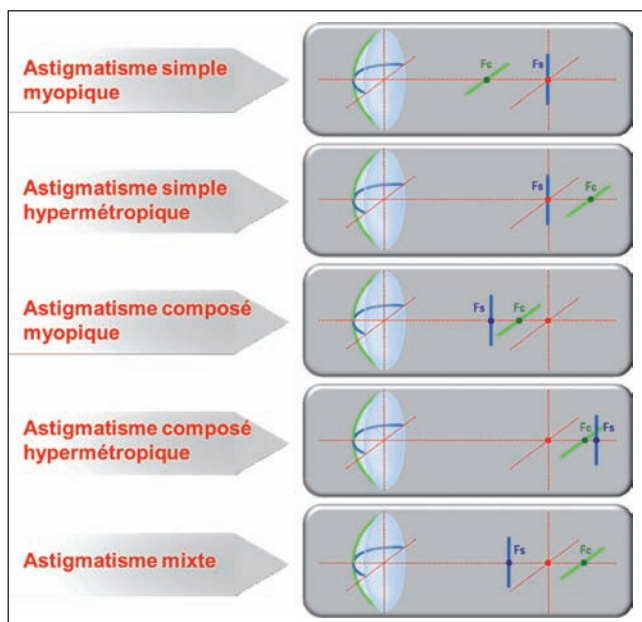 Astigmatisme simple
myopique
Fc Fs
Astigmatisme simple
hypermétropique
Fs Fc
Astigmatisme composé
myopique
Fs Fc
Astigmatisme composé
hypermétropique
Fc Fs
Astigmatisme mixte
Fs Fc